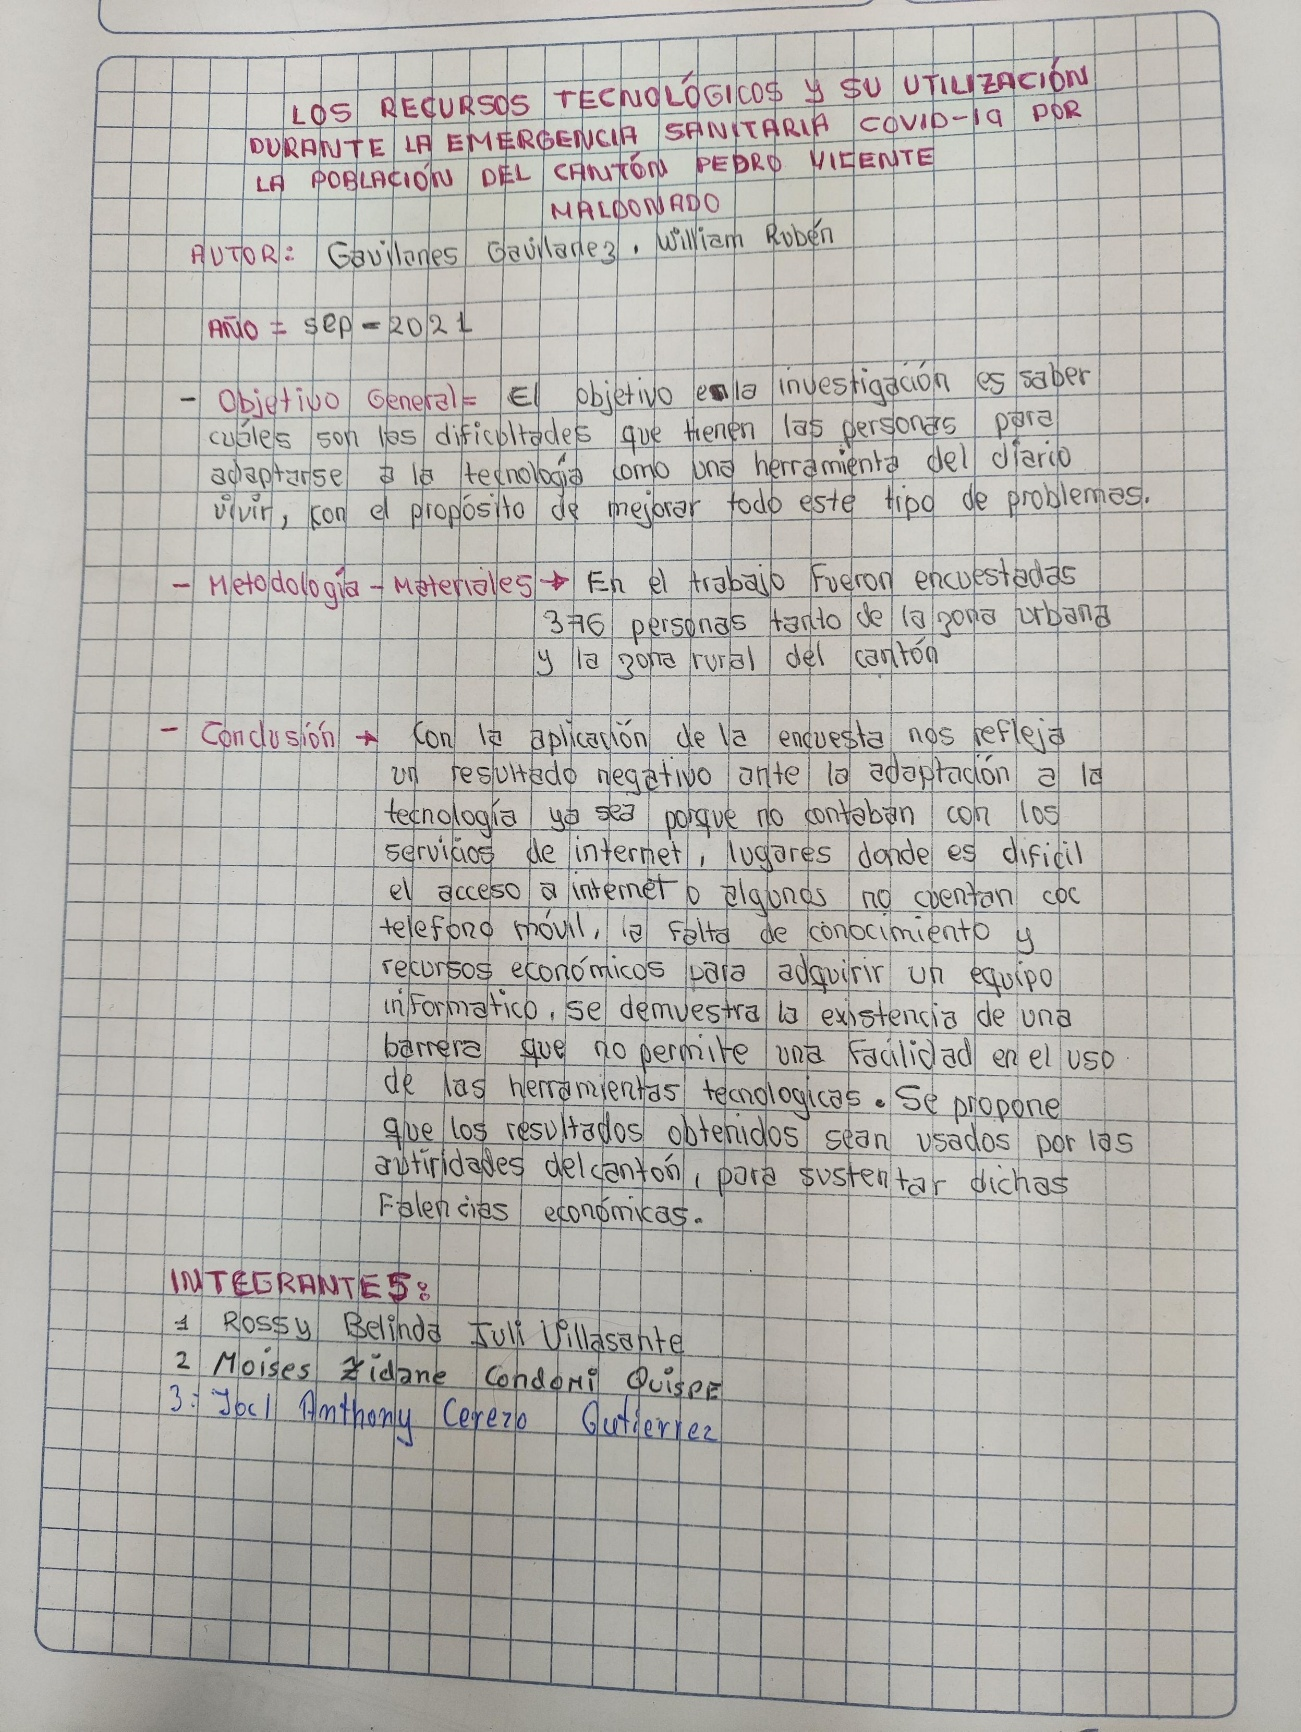 LOS RECURSOS TECNOLÓGICOS Y SU UTILIZACIÓN
DURANTE LA EMERGENCIA SANITARIA COVID-19 POR
LA POBLACIÓN DEL CANTÓN PEDRO VICENTE
MALDONADO
AUTOR: Gavilanes Gavilanez, William Rubén
AÑO = sep - 2021
- Objetivo General = El objetivo en la investigación es saber
cuáles son las dificultades que tienen las personas para
adaptarse a la tecnología como una herramienta del diario
vivir, con el propósito de mejorar todo este tipo de problemas.
- Metodología - Materiales → En el trabajo Fueron encuestadas
376 personas tanto de la zona urbana
y la zona rural del cantón
- Conclusión → Con la aplicación de la encuesta nos refleja
un resultado negativo ante la adaptación a la
tecnología ya sea porque no contaban con los
servicios de internet, lugares donde es dificil
el acceso a internet o algunos no cuentan coc
telefono móvil, la falta de conocimiento y
recursos económicos para adquirir un equipo
informatico, se demuestra la existencia de una
barrera que no permite una facilidad en el uso
de las herramientas tecnologicas. Se propone
que los resultados obtenidos sean usados por las
autiridades del cantón, para sustentar dichas
Falencias económicas.
INTEGRANTES:
1 Rossy Belinda Juli Villasante
2 Moises Zidane Condori Quispe
3: Joel Anthony Cerezo Gutierrez